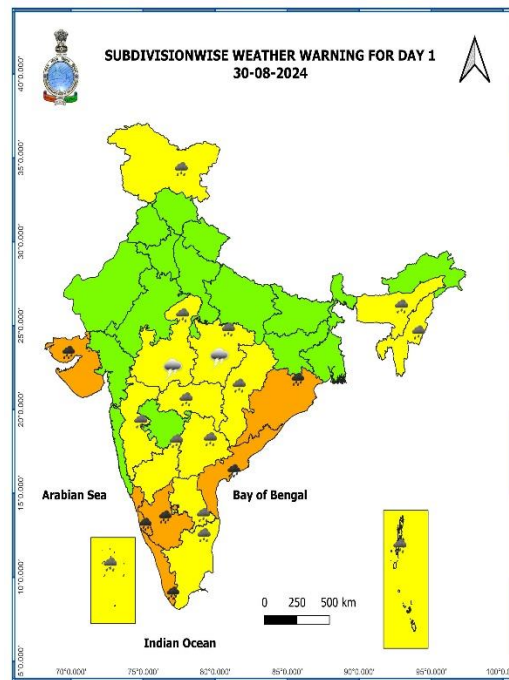 SUBDIVISIONWISE WEATHER WARNING FOR DAY 1
30-08-2024
40°0.000'
35°0.000'
30°0.000'
25°0.000'
20°0.000'
15°0.000'
10°0.000'
5°0.000'
Arabian Sea
Bay of Bengal
Indian Ocean
0 250 500 km
70°0.000' 75°0.000' 80°0.000' 85°0.000' 90°0.000' 95°0.000'